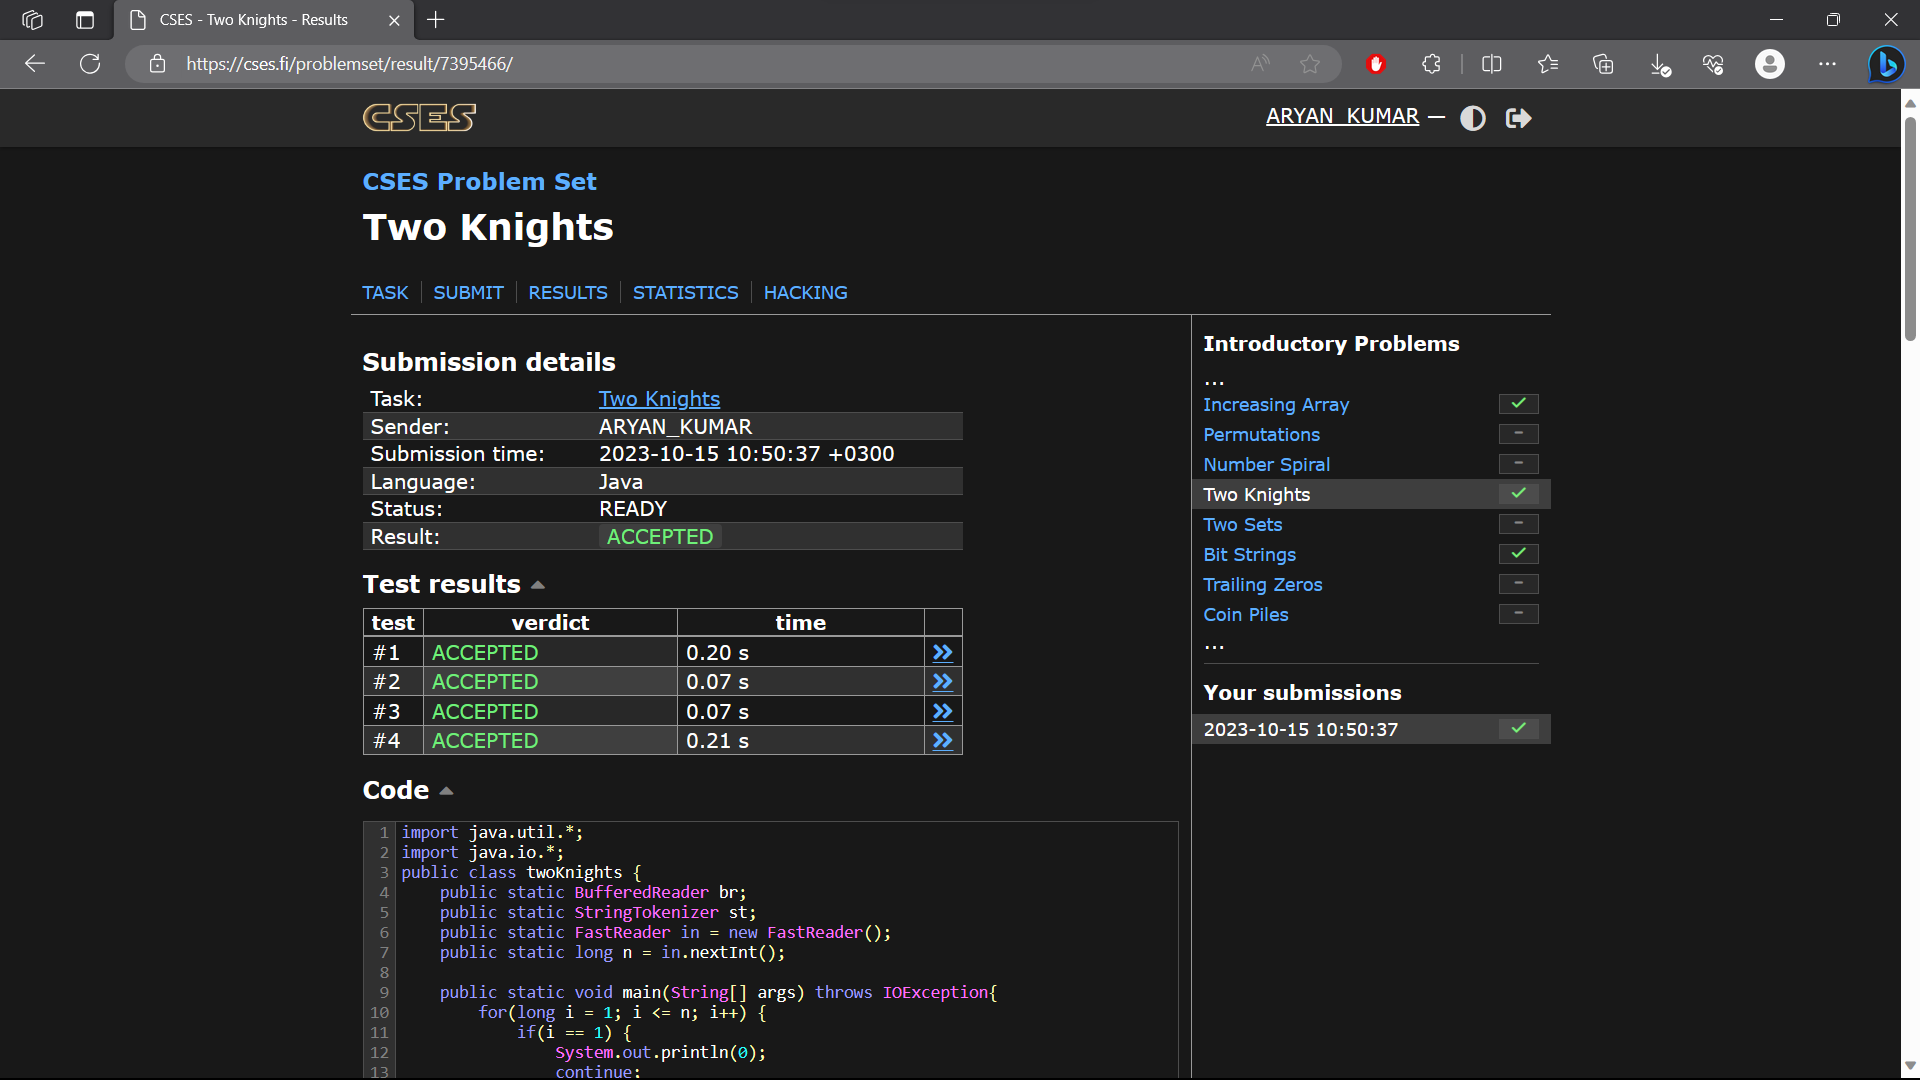 CSES - Two Knights - Results
https://cses.fi/problemset/result/7395466/
CSES
ARYAN_KUMAR —
CSES Problem Set
Two Knights
TASK
SUBMIT
RESULTS
STATISTICS
HACKING
Submission details
Task: Two Knights
Sender: ARYAN_KUMAR
Submission time: 2023-10-15 10:50:37 +0300
Language: Java
Status: READY
Result: ACCEPTED
Test results
test verdict time
#1 ACCEPTED 0.20 s »
#2 ACCEPTED 0.07 s »
#3 ACCEPTED 0.07 s »
#4 ACCEPTED 0.21 s »
Code
1 import java.util.*;
2 import java.io.*;
3 public class twoKnights {
4 public static BufferedReader br;
5 public static StringTokenizer st;
6 public static FastReader in = new FastReader();
7 public static long n = in.nextInt();
8
9 public static void main(String[] args) throws IOException{
10 for(long i = 1; i <= n; i++) {
11 if(i == 1) {
12 System.out.println(0);
13 continue;
Introductory Problems
...
Increasing Array
Permutations –
Number Spiral –
Two Knights
Two Sets –
Bit Strings
Trailing Zeros –
Coin Piles –
...
Your submissions
2023-10-15 10:50:37